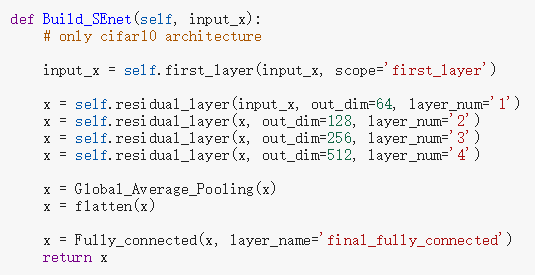 def Build_SEnet(self, input_x):
    # only cifar10 architecture
    input_x = self.first_layer(input_x, scope='first_layer')
    x = self.residual_layer(input_x, out_dim=64, layer_num='1')
    x = self.residual_layer(x, out_dim=128, layer_num='2')
    x = self.residual_layer(x, out_dim=256, layer_num='3')
    x = self.residual_layer(x, out_dim=512, layer_num='4')
    x = Global_Average_Pooling(x)
    x = flatten(x)
    x = Fully_connected(x, layer_name='final_fully_connected')
    return x